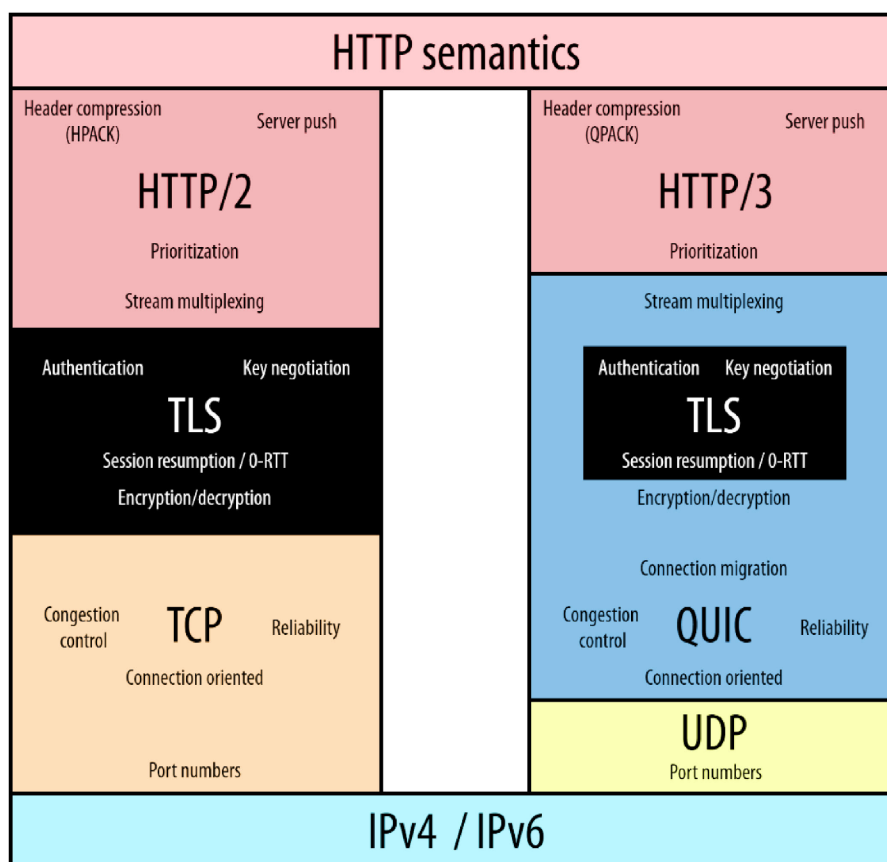 HTTP semantics
Header compression
(HPACK)
Server push
HTTP/2
Prioritization
Stream multiplexing
Authentication
Key negotiation
TLS
Session resumption / 0-RTT
Encryption/decryption
Congestion
control
TCP
Reliability
Connection oriented
Port numbers
Header compression
(QPACK)
Server push
HTTP/3
Prioritization
Stream multiplexing
Authentication
Key negotiation
TLS
Session resumption / 0-RTT
Encryption/decryption
Connection migration
Congestion
control
QUIC
Reliability
Connection oriented
UDP
Port numbers
IPv4 / IPv6